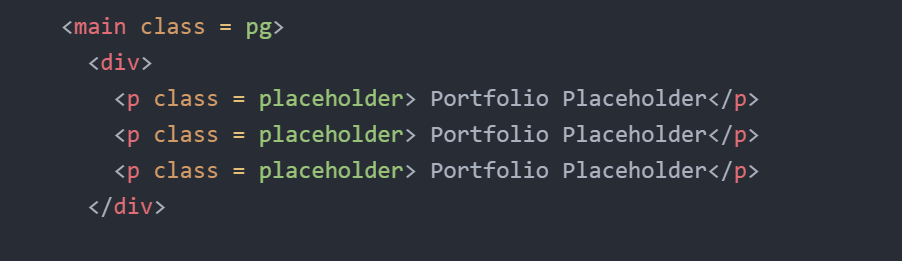 <main class = pg>
<div>
<p class = placeholder> Portfolio Placeholder</p>
<p class = placeholder> Portfolio Placeholder</p>
<p class = placeholder> Portfolio Placeholder</p>
</div>